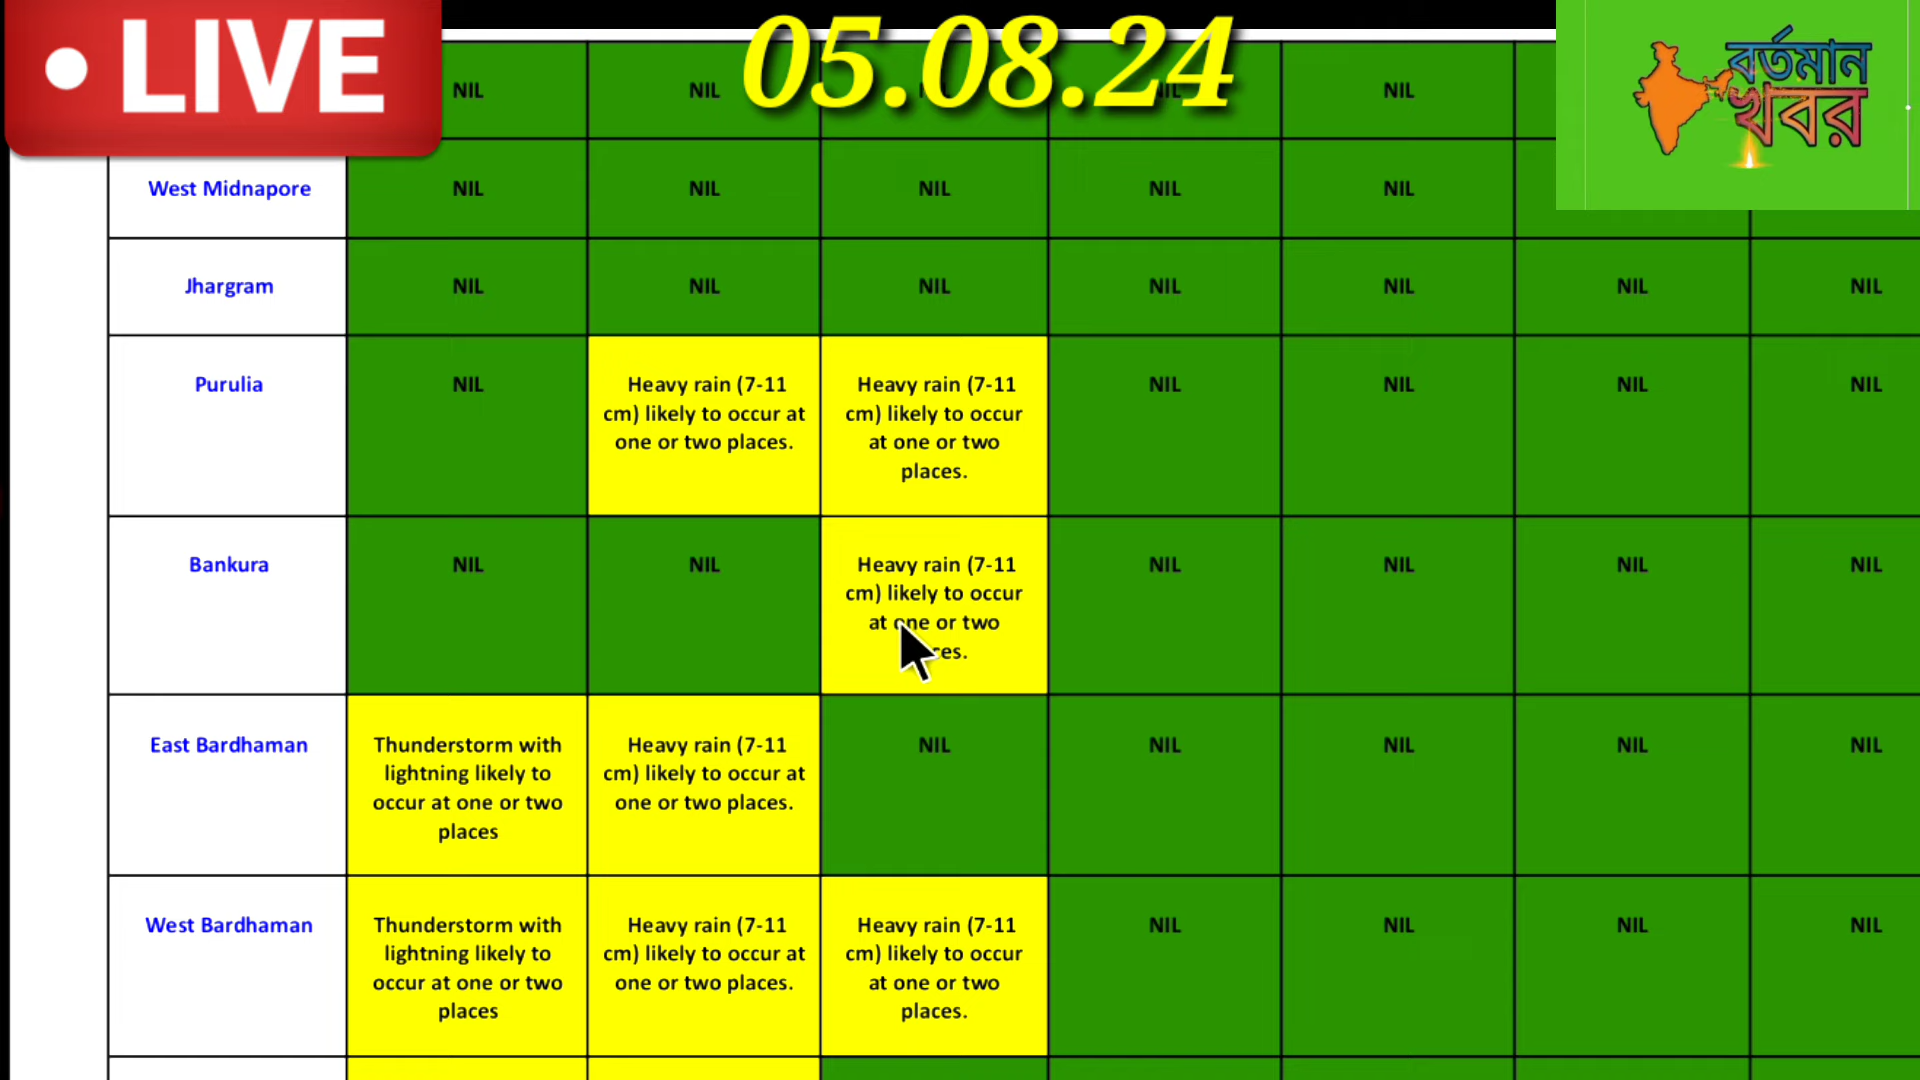 LIVE
05.08.24
বর্তমান
খবর
NIL NIL NIL NIL
West Midnapore NIL NIL NIL NIL NIL
Jhargram NIL NIL NIL NIL NIL NIL NIL
Purulia NIL Heavy rain (7-11 Heavy rain (7-11 NIL NIL NIL NIL
cm) likely to occur at cm) likely to occur
one or two places. at one or two
places.
Bankura NIL NIL Heavy rain (7-11 NIL NIL NIL NIL
cm) likely to occur
at one or two
ces.
East Bardhaman Thunderstorm with Heavy rain (7-11 NIL NIL NIL NIL NIL
lightning likely to cm) likely to occur at
occur at one or two one or two places.
places
West Bardhaman Thunderstorm with Heavy rain (7-11 Heavy rain (7-11 NIL NIL NIL NIL
lightning likely to cm) likely to occur at cm) likely to occur
occur at one or two one or two places. at one or two
places places.